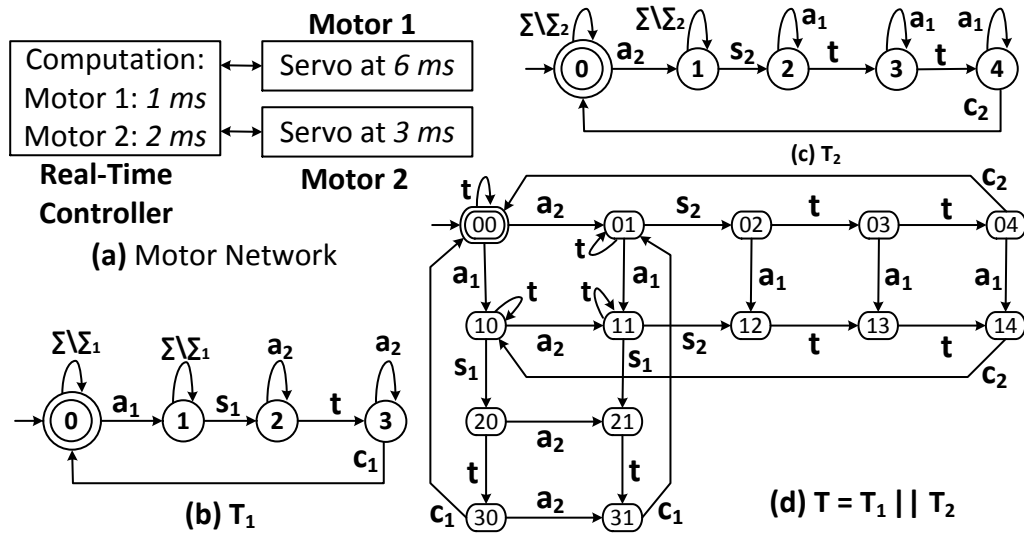 Computation:
Motor 1: 1 ms
Motor 2: 2 ms
Real-Time
Controller
Motor 1
Servo at 6 ms
Servo at 3 ms
Motor 2
(a) Motor Network
Σ\Σ₁
Σ\Σ₁
a₂
a₂
0
a₁
1
s₁
2
t
3
c₁
(b) T₁
Σ\Σ₂
Σ\Σ₂
a₁
a₁
a₁
0
a₂
1
s₂
2
t
3
t
4
c₂
(c) T₂
c₂
t
00
a₂
01
s₂
02
t
03
t
04
t
a₁
a₁
a₁
a₁
a₁
t
t
10
a₂
11
s₂
12
t
13
t
14
c₂
s₁
s₁
20
a₂
21
t
t
c₁
30
a₂
31
c₁
(d) T = T₁ || T₂